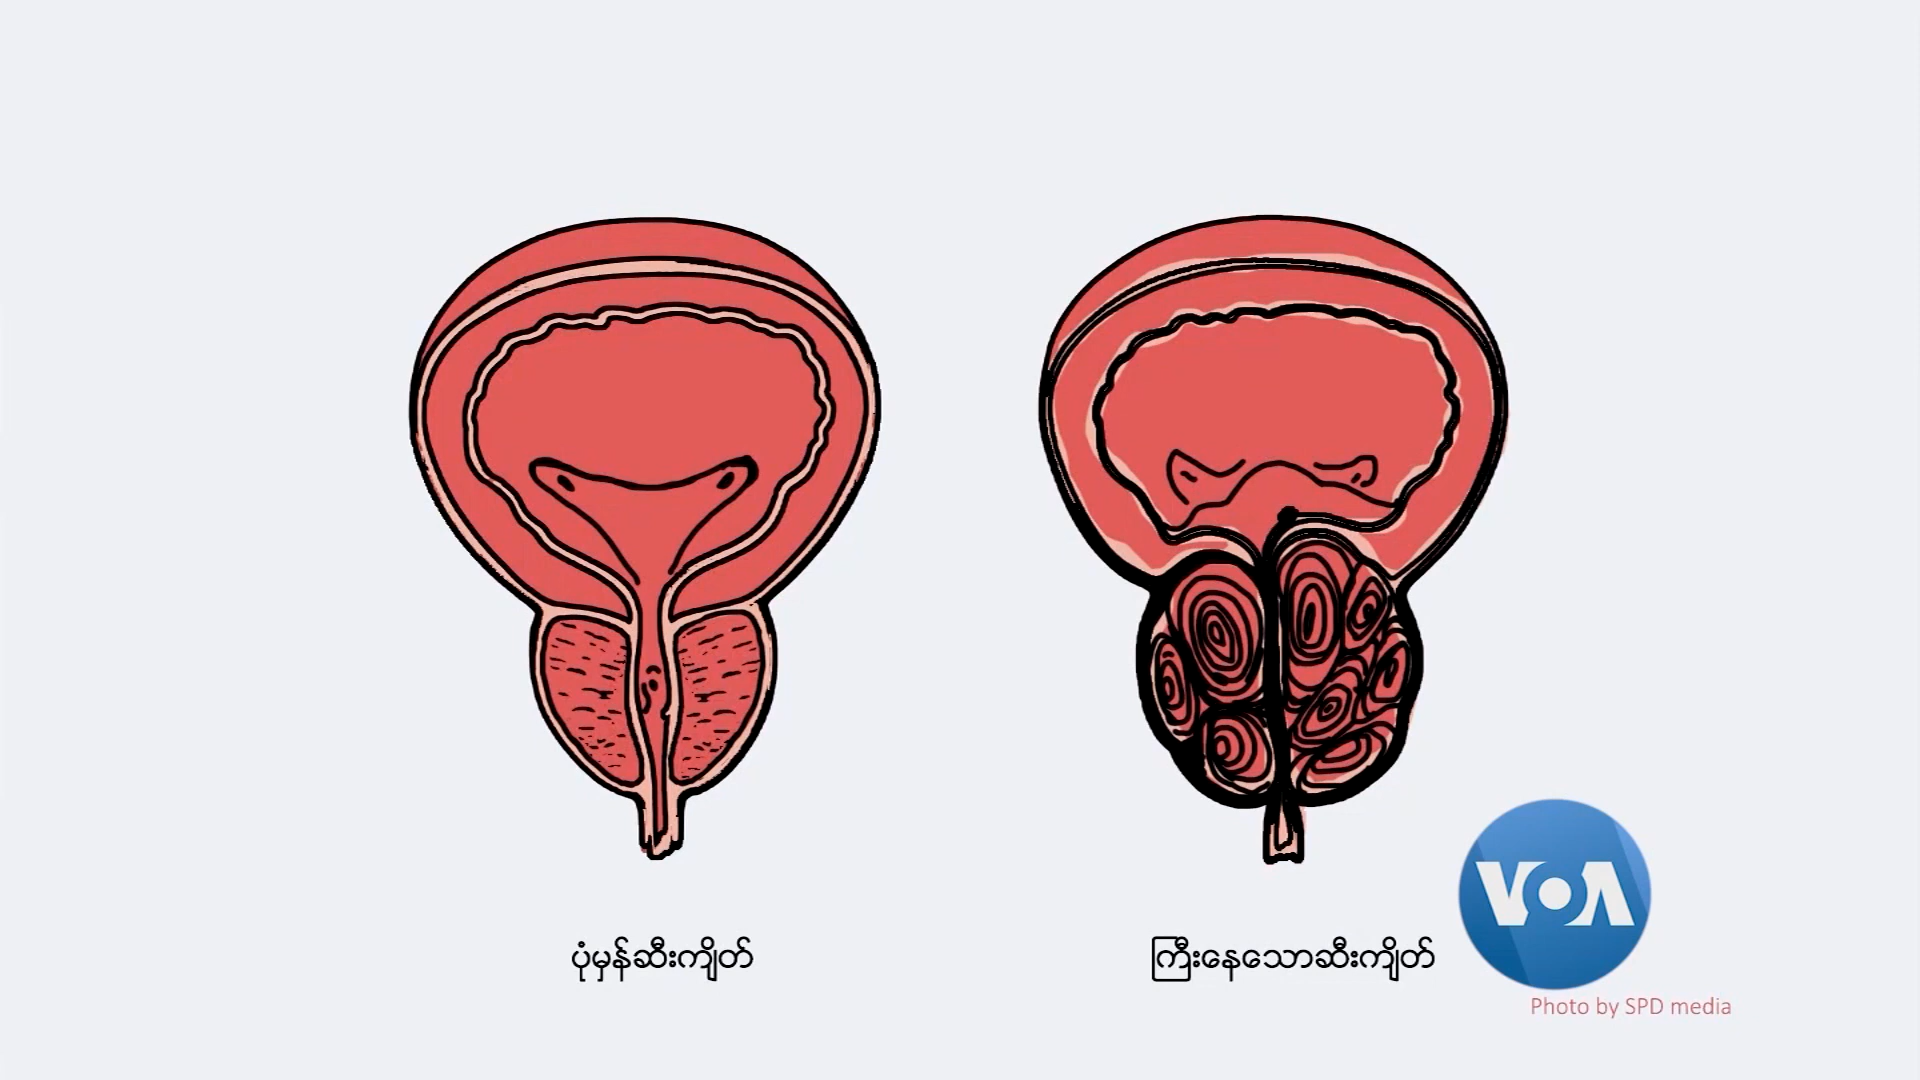 ပုံမှန်ဆီးကျိတ်
ကြီးနေသောဆီးကျိတ်
VOA
Photo by SPD media